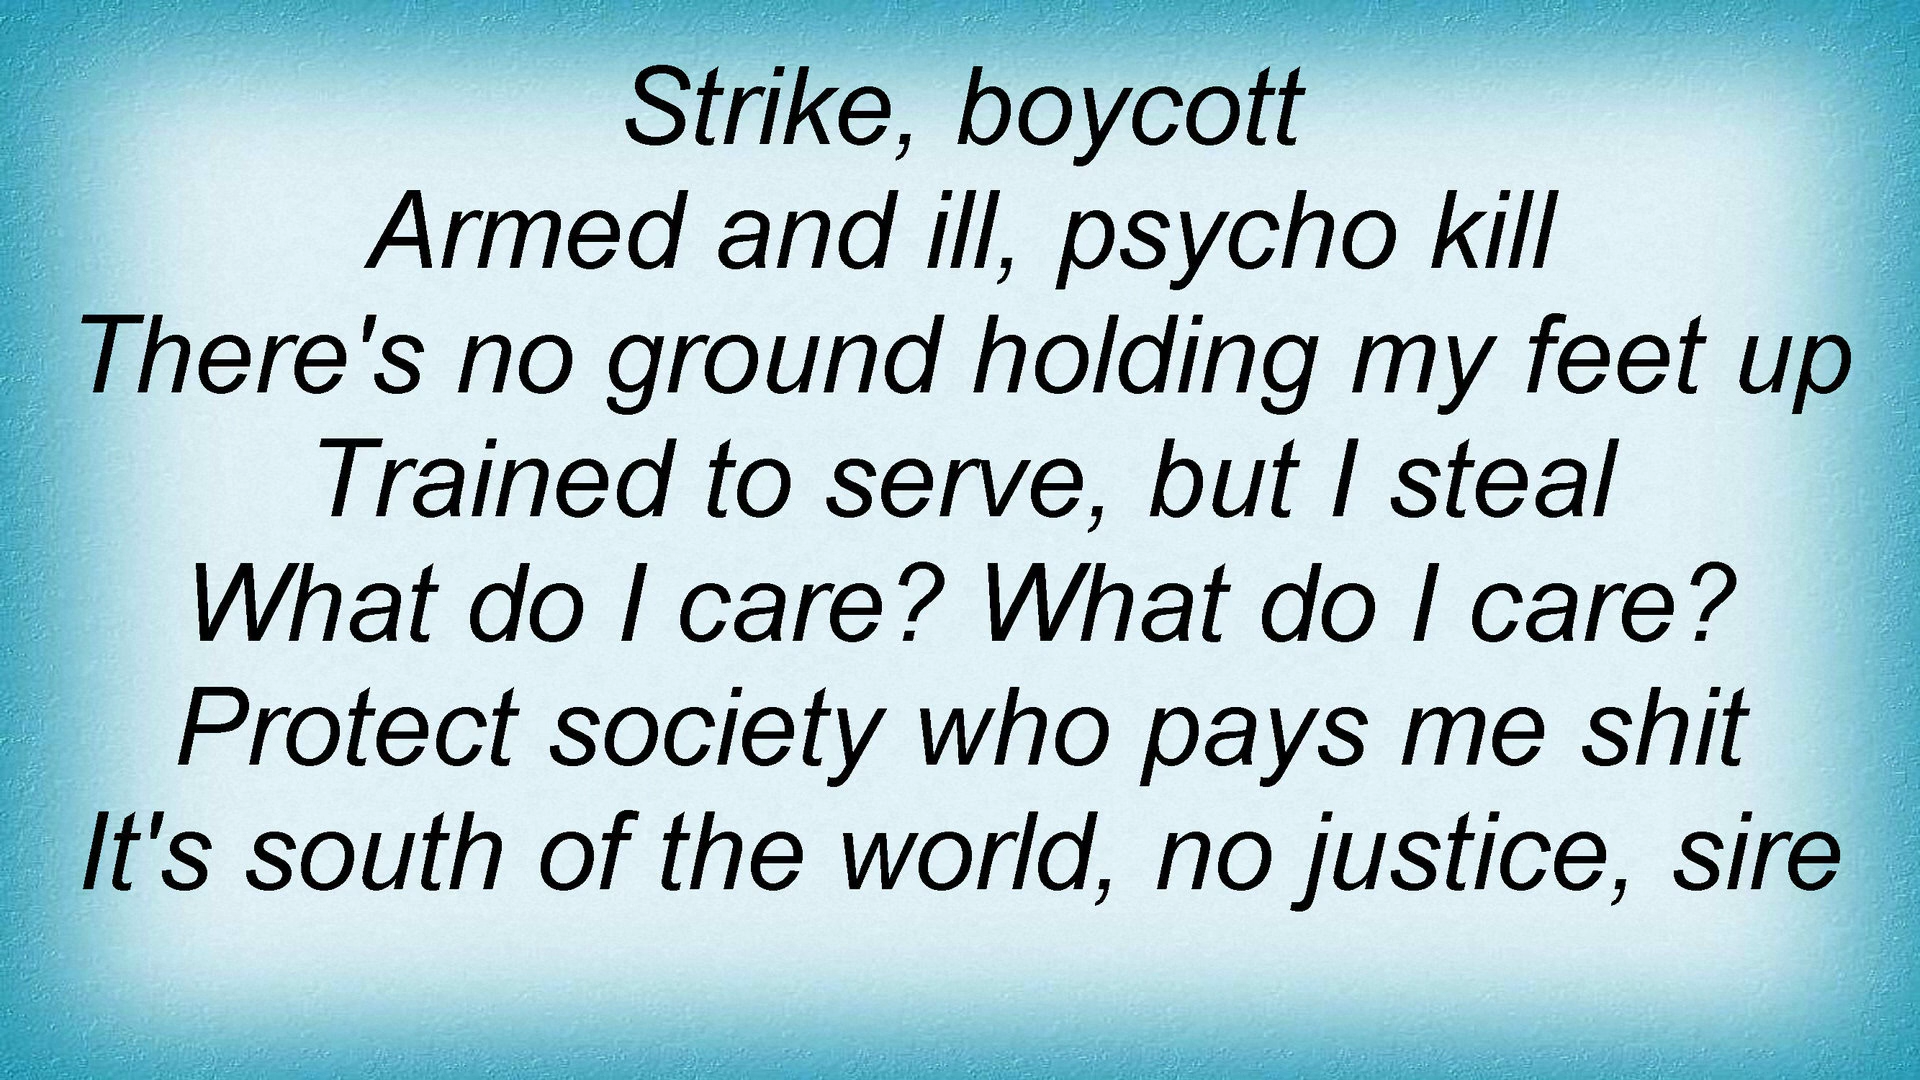 Strike, boycott
Armed and ill, psycho kill
There's no ground holding my feet up
Trained to serve, but I steal
What do I care? What do I care?
Protect society who pays me shit
It's south of the world, no justice, sire